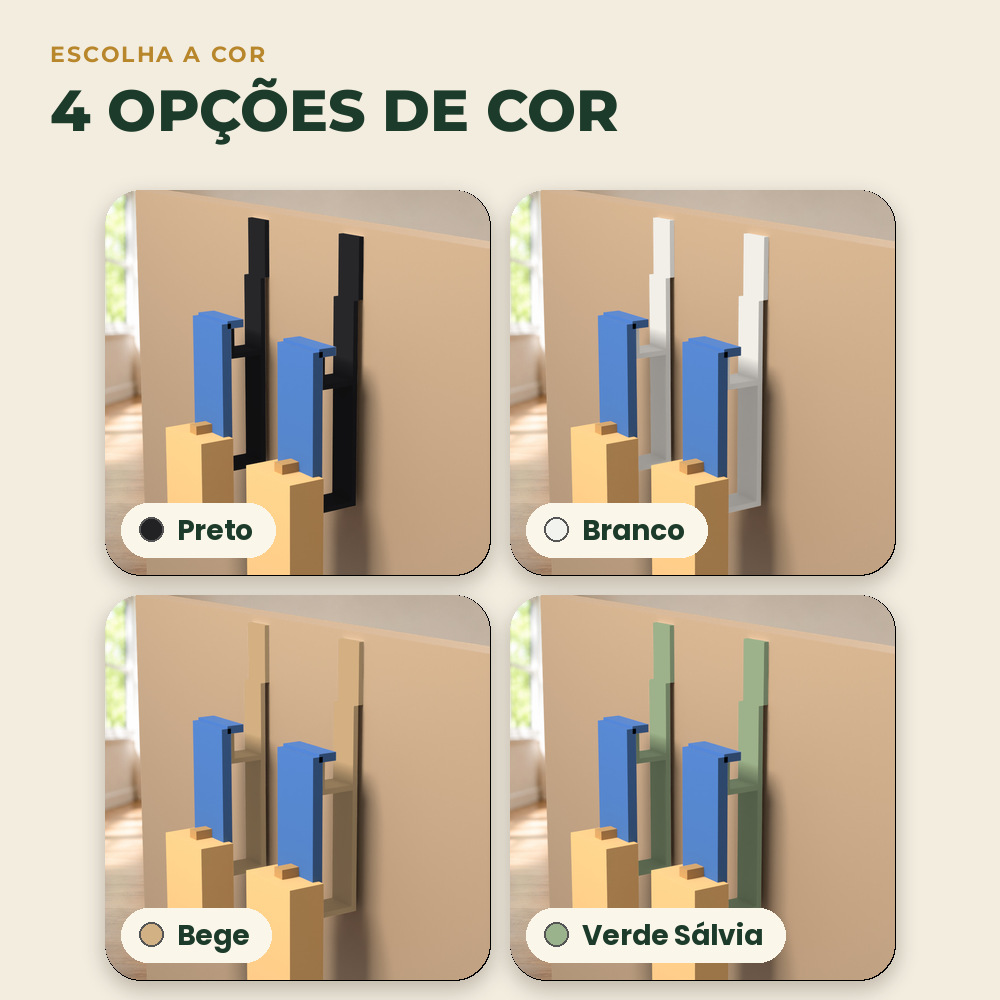 ESCOLHA A COR
4 OPÇÕES DE COR
Preto
Branco
Bege
Verde Sálvia